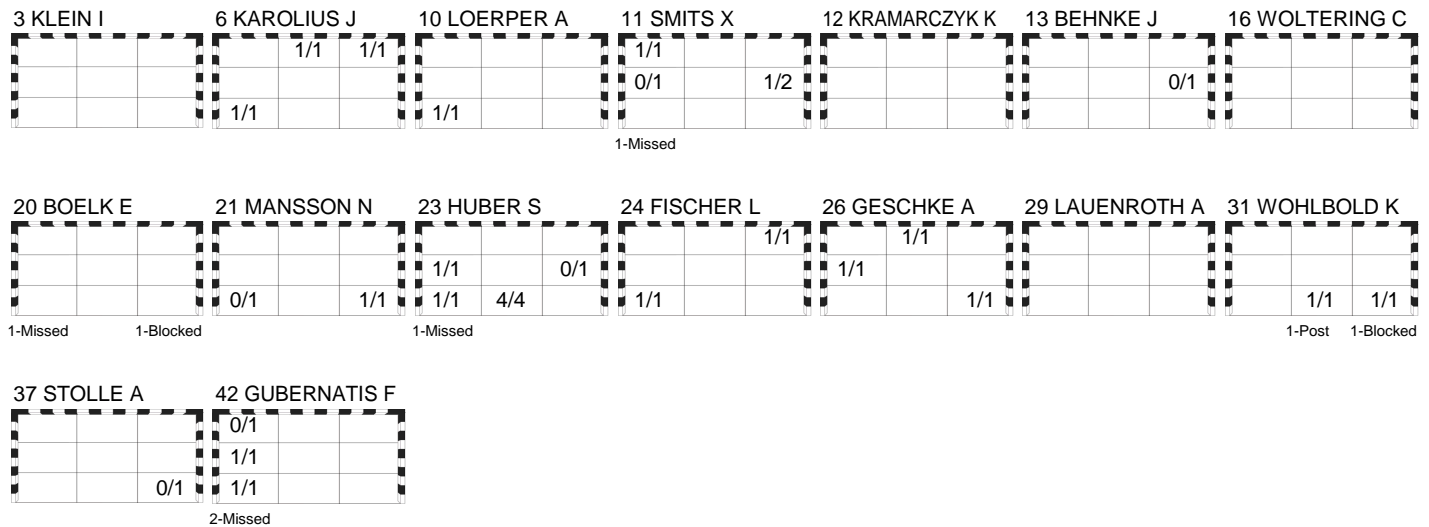 3 KLEIN I 6 KAROLIUS J 10 LOERPER A 11 SMITS X 12 KRAMARCZYK K 13 BEHNKE J 16 WOLTERING C
1/1 1/1 1/1
0/1 1/2 0/1
1/1 1/1
1-Missed
20 BOELK E 21 MANSSON N 23 HUBER S 24 FISCHER L 26 GESCHKE A 29 LAUENROTH A 31 WOHLBOLD K
1/1 1/1
1/1 0/1 1/1
0/1 1/1 1/1 4/4 1/1 1/1 1/1 1/1
1-Missed 1-Blocked 1-Missed 1-Post 1-Blocked
37 STOLLE A 42 GUBERNATIS F
0/1
1/1
0/1 1/1
2-Missed